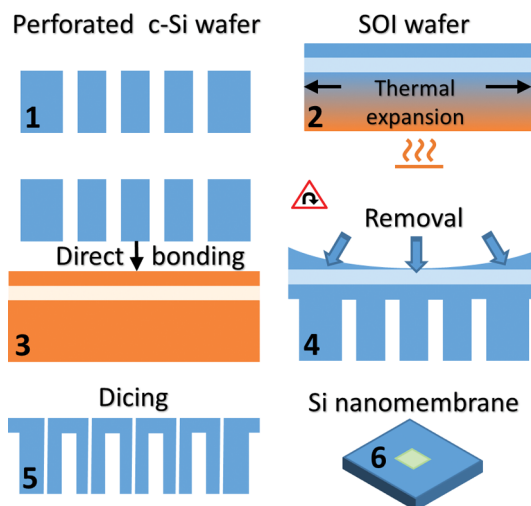 Perforated c-Si wafer
1
SOI wafer
Thermal
expansion
2
Direct bonding
3
Removal
4
Dicing
5
Si nanomembrane
6